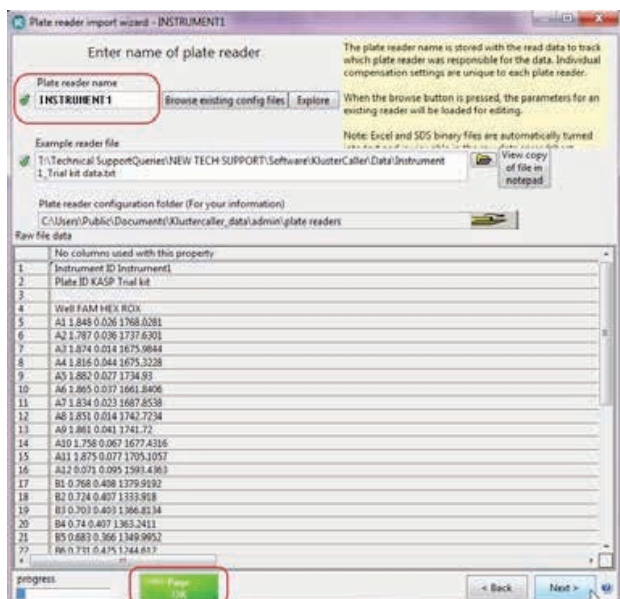 Plate reader import wizard - INSTRUMENT1
Enter name of plate reader
The plate reader name is stored with the read data to track
which plate reader was responsible for the data. Individual
compensation settings are unique to each plate reader.
When the browse button is pressed, the parameters for an
existing reader will be loaded for editing.
Note: Excel and SDS binary files are automatically turned
Plate reader name
INSTRUMENT1
Browse existing config files
Explore
Example reader file
T:\Technical Support\Queries\NEW TECH SUPPORT\Software\KlusterCaller\Data\Instrument
1_Trial kit data.txt
View copy
of file in
notepad
Plate reader configuration folder (For your information)
C:\Users\Public\Documents\Klustercaller_data\admin\plate readers
Raw file data
No columns used with this property
1 Instrument ID Instrument1
2 Plate ID KASP Trial kit
3
4 Well FAM HEX ROX
5 A1 1.848 0.026 1768.0281
6 A2 1.787 0.036 1737.6301
7 A3 1.874 0.014 1675.9844
8 A4 1.816 0.044 1675.3228
9 A5 1.882 0.027 1734.93
10 A6 1.865 0.037 1661.8406
11 A7 1.834 0.023 1687.8538
12 A8 1.851 0.014 1742.7234
13 A9 1.861 0.041 1741.72
14 A10 1.758 0.067 1677.4316
15 A11 1.875 0.077 1705.1057
16 A12 0.071 0.095 1593.4363
17 B1 0.768 0.408 1379.9192
18 B2 0.724 0.407 1333.918
19 B3 0.703 0.403 1366.8134
20 B4 0.74 0.407 1363.2411
21 B5 0.683 0.366 1349.9952
22 B6 0.731 0.425 1244.612
progress
Page
OK
< Back
Next >